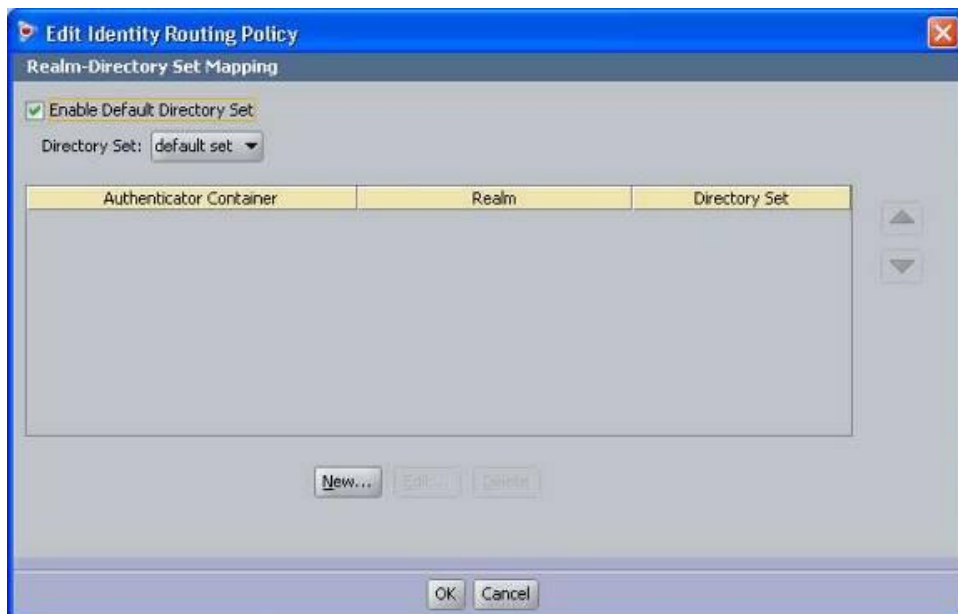 Edit Identity Routing Policy
Realm-Directory Set Mapping
Enable Default Directory Set
Directory Set: default set
Authenticator Container Realm Directory Set
New... Edit... Delete
OK Cancel